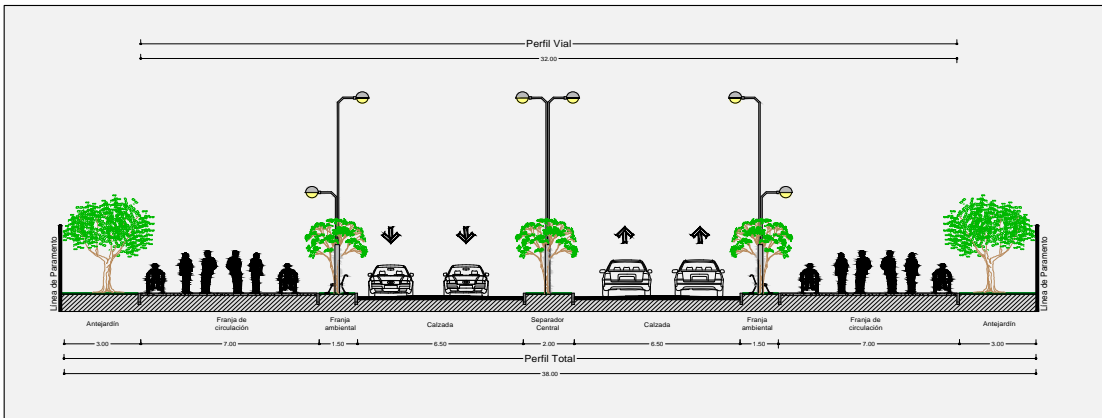 Perfil Vial
32.00
Línea de Paramento
Línea de Paramento
Antejardín
Franja de
circulación
Franja
ambiental
Calzada
Separador
Central
Calzada
Franja
ambiental
Franja de
circulación
Antejardín
3.00
7.00
1.50
6.50
2.00
6.50
1.50
7.00
3.00
Perfil Total
38.00